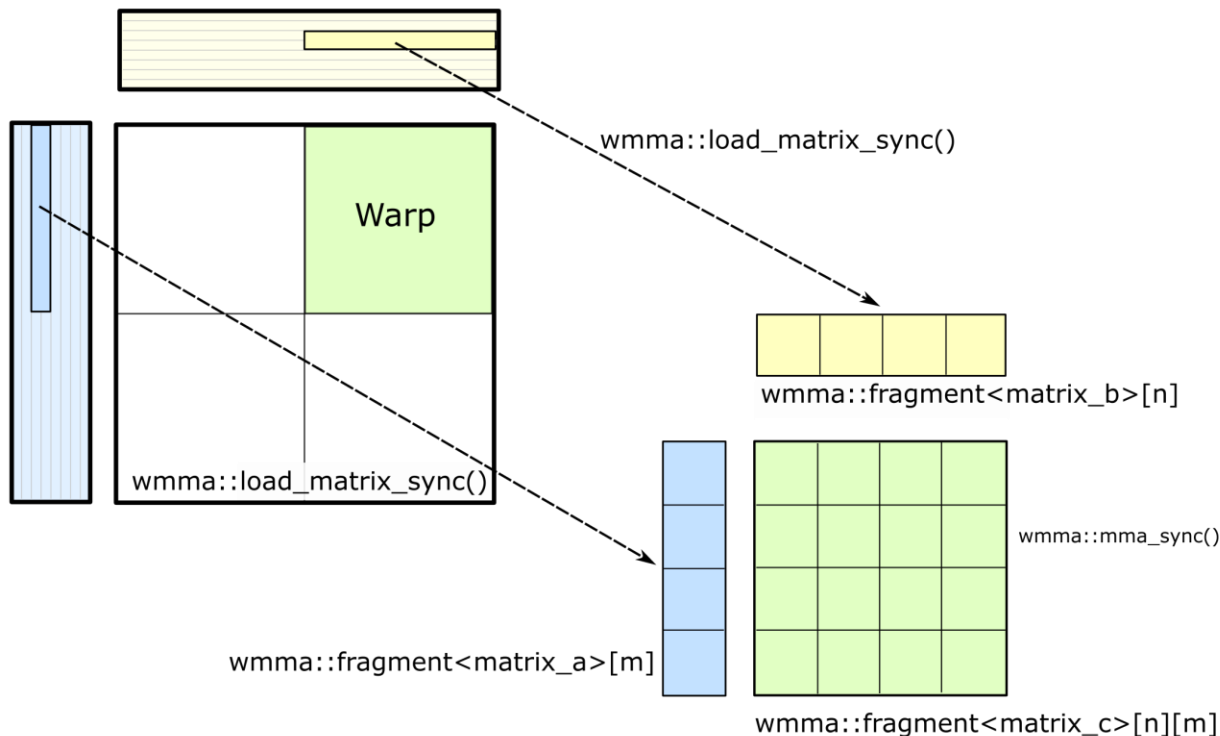 wmma::load_matrix_sync()
Warp
wmma::fragment<matrix_b>[n]
wmma::load_matrix_sync()
wmma::mma_sync()
wmma::fragment<matrix_a>[m]
wmma::fragment<matrix_c>[n][m]